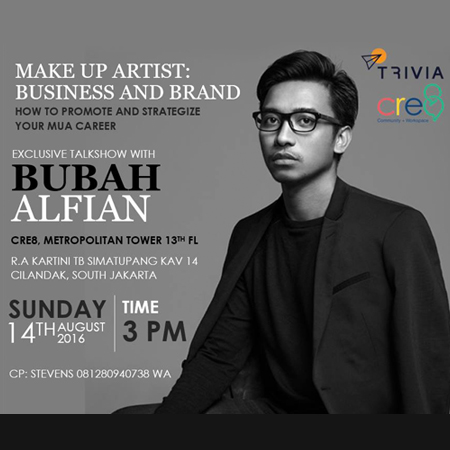 MAKE UP ARTIST:
BUSINESS AND BRAND
HOW TO PROMOTE AND STRATEGIZE
YOUR MUA CAREER
EXCLUSIVE TALKSHOW WITH
BUBAH
ALFIAN
CRE8, METROPOLITAN TOWER 13TH FL
R.A KARTINI TB SIMATUPANG KAV 14
CILANDAK, SOUTH JAKARTA
SUNDAY
14TH AUGUST 2016
TIME
3 PM
CP: STEVENS 081280940738 WA
TRIVIA
cre8
Community + Workspace